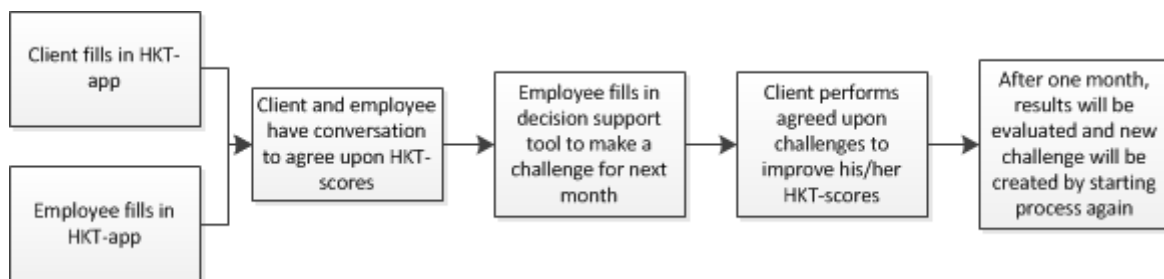 Client fills in HKT-
app
Employee fills in
HKT-app
Client and employee
have conversation
to agree upon HKT-
scores
Employee fills in
decision support
tool to make a
challenge for next
month
Client performs
agreed upon
challenges to
improve his/her
HKT-scores
After one month,
results will be
evaluated and new
challenge will be
created by starting
process again